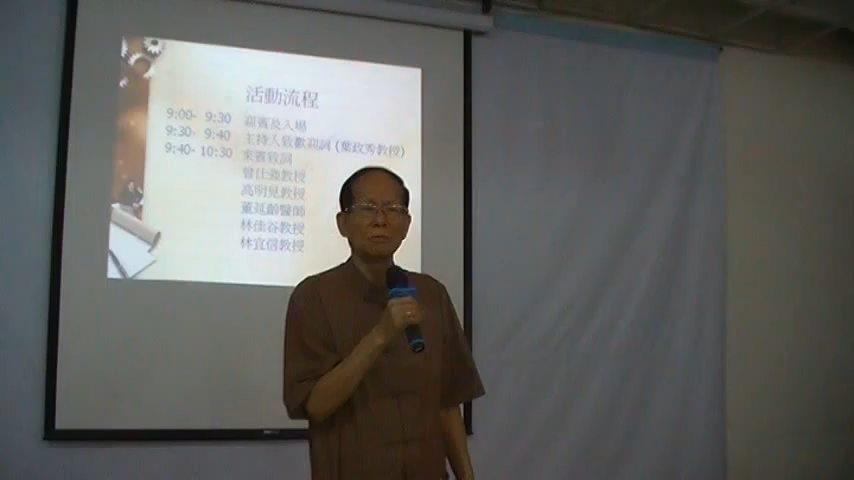 活動流程
9:00- 9:30 迎賓及入場
9:30- 9:40 主持人致歡迎詞 (葉政秀教授)
9:40- 10:30 來賓致詞
曾仕強教授
高明見教授
董延齡醫師
林佳谷教授
林宜信教授